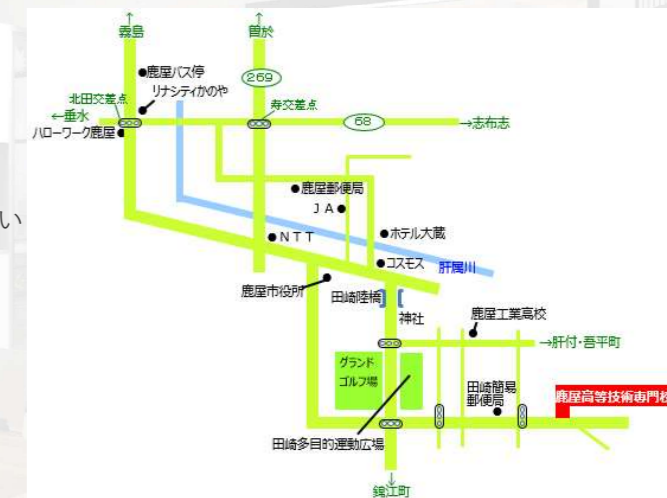 ↑
霧島
↑
曽於
●鹿屋バス停
リナシティかのや
269
北田交差点
←垂水
寿交差点
68
→志布志
ハローワーク鹿屋●
い
●鹿屋郵便局
JA●
●NTT
●ホテル大蔵
●コスモス
肝属川
鹿屋市役所
田崎陸橋
神社
鹿屋工業高校
→肝付・吾平町
グランド
ゴルフ場
田崎簡易
郵便局
鹿屋高等技術専門校
田崎多目的運動広場
↓
錦江町